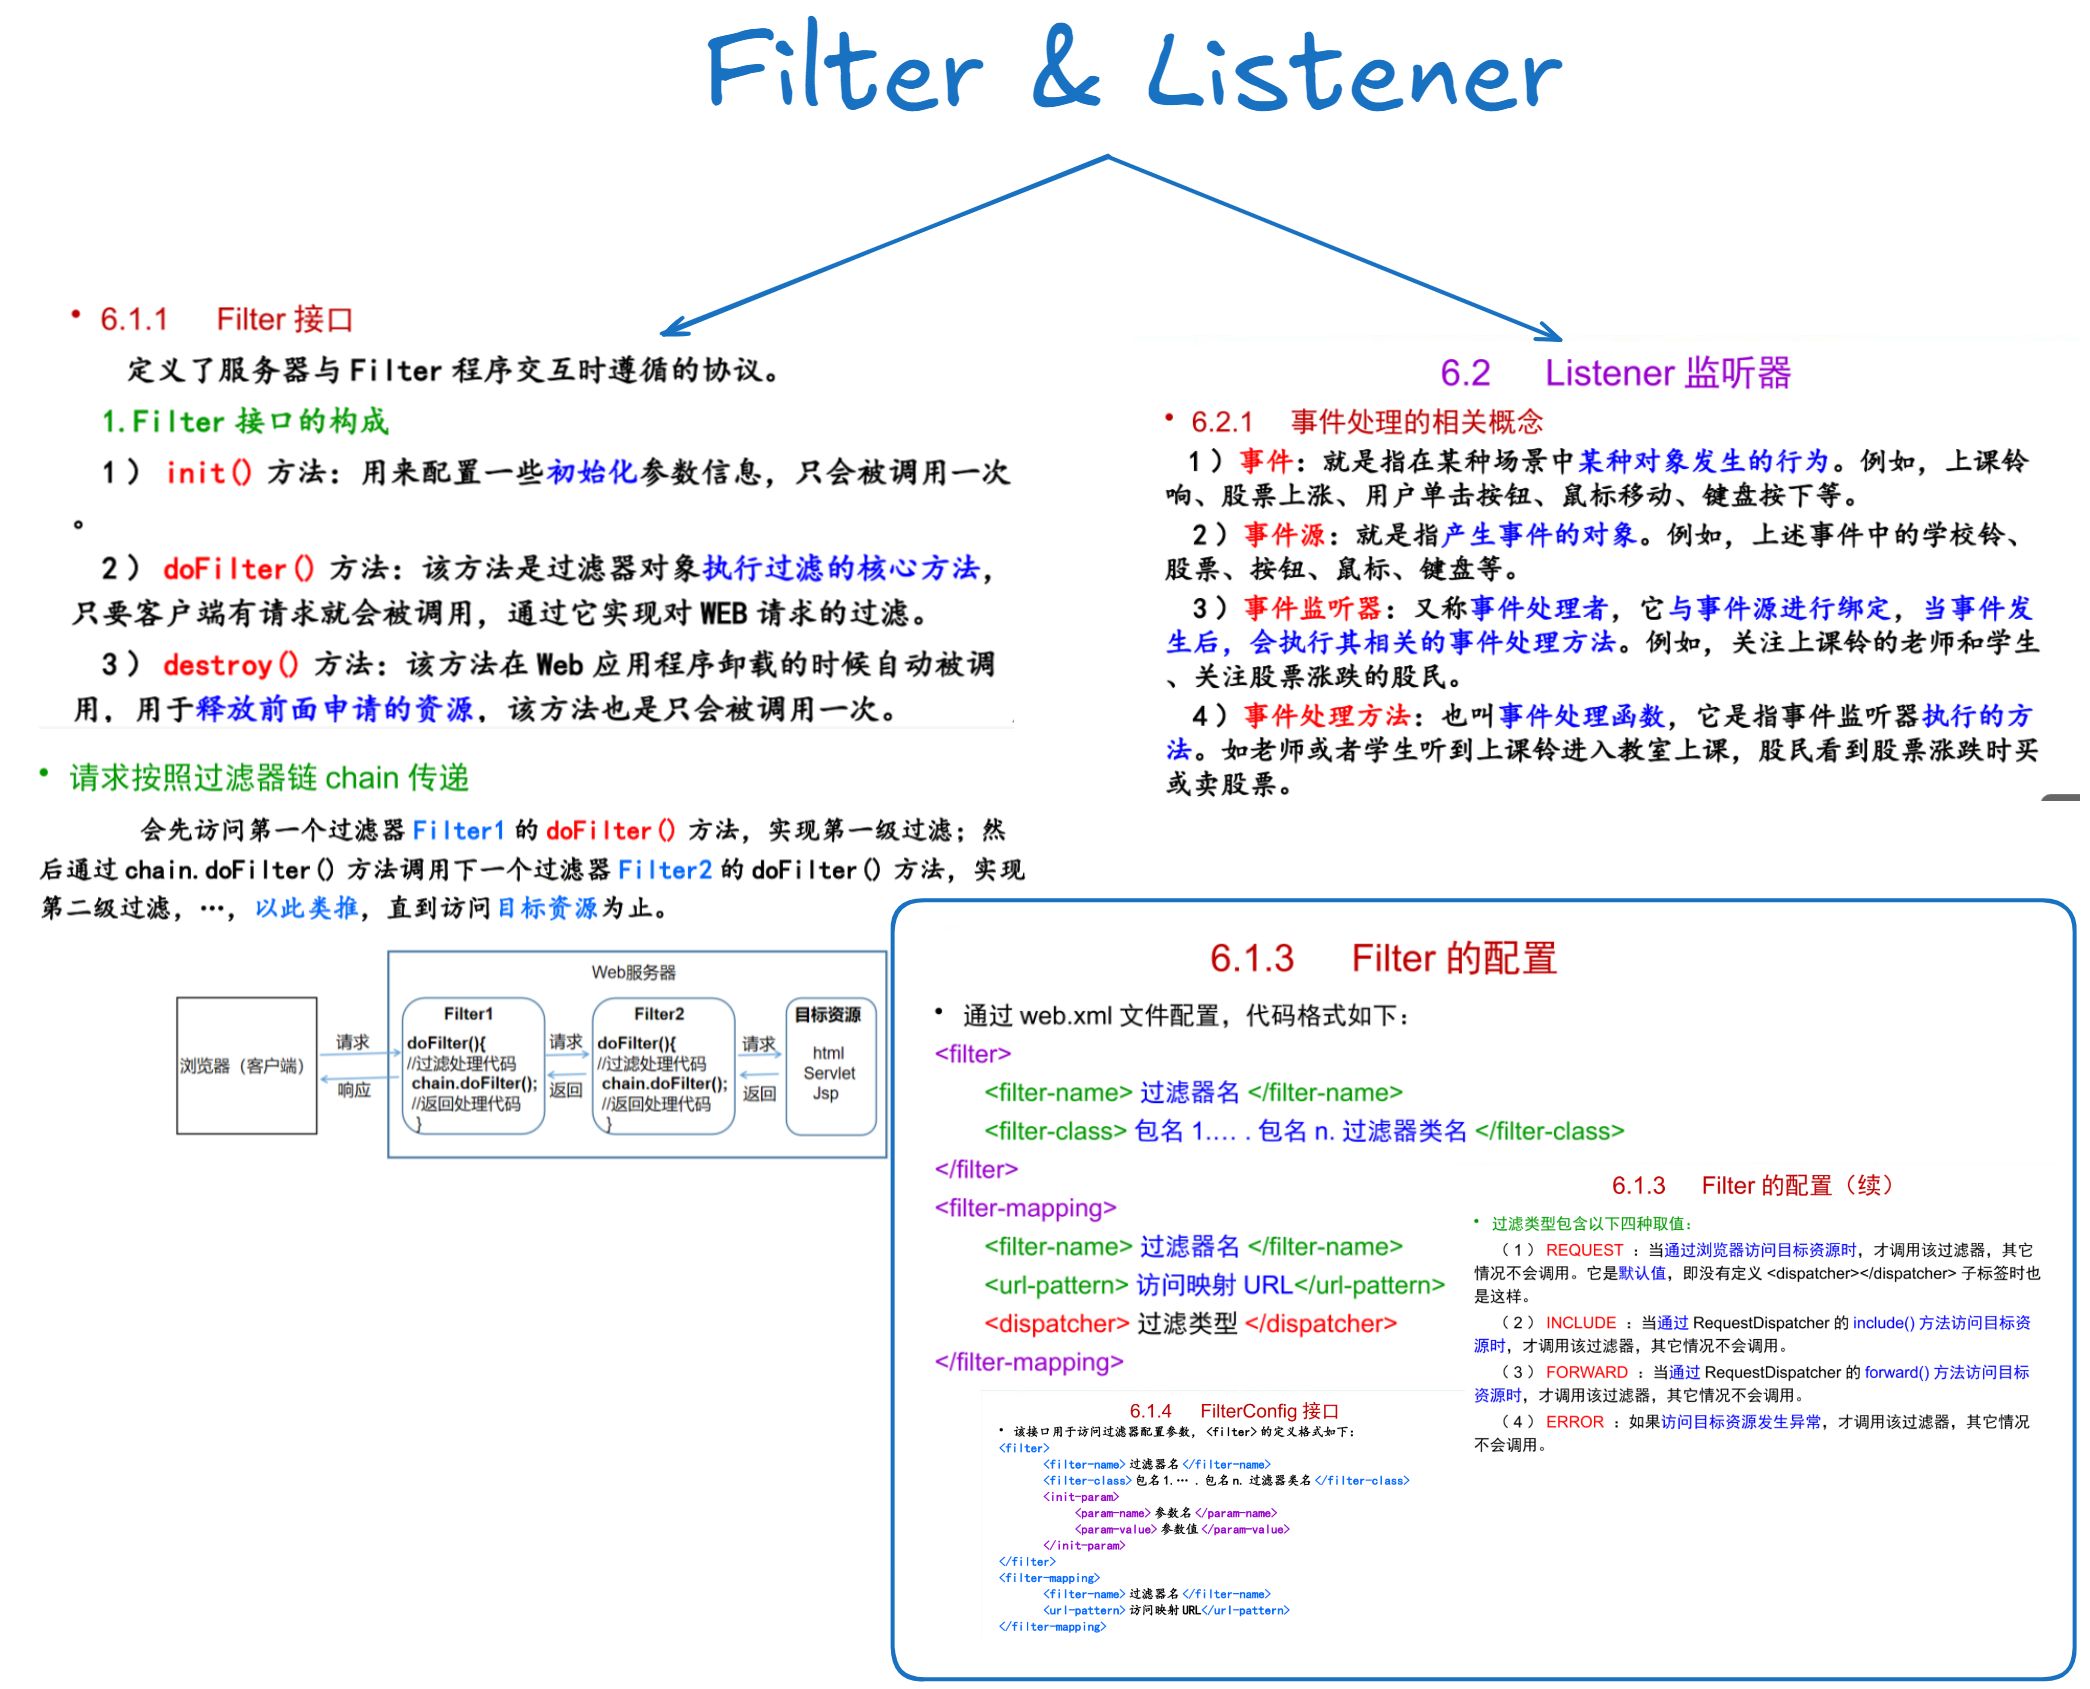 Filter & Listener
• 6.1.1 Filter 接口
定义了服务器与 Filter 程序交互时遵循的协议。
1.Filter 接口的构成
1） init() 方法：用来配置一些初始化参数信息，只会被调用一次
。
2） doFilter() 方法：该方法是过滤器对象执行过滤的核心方法，
只要客户端有请求就会被调用，通过它实现对 WEB 请求的过滤。
3） destroy() 方法：该方法在 Web 应用程序卸载的时候自动被调
用，用于释放前面申请的资源，该方法也是只会被调用一次。
• 请求按照过滤器链 chain 传递
会先访问第一个过滤器 Filter1 的 doFilter() 方法，实现第一级过滤；然
后通过 chain.doFilter() 方法调用下一个过滤器 Filter2 的 doFilter() 方法，实现
第二级过滤，…，以此类推，直到访问目标资源为止。
Web服务器
浏览器（客户端）
请求
响应
Filter1
doFilter(){
//过滤处理代码
chain.doFilter();
//返回处理代码
}
请求
返回
Filter2
doFilter(){
//过滤处理代码
chain.doFilter();
//返回处理代码
}
请求
返回
目标资源
html
Servlet
Jsp
6.2 Listener 监听器
• 6.2.1 事件处理的相关概念
1）事件：就是指在某种场景中某种对象发生的行为。例如，上课铃
响、股票上涨、用户单击按钮、鼠标移动、键盘按下等。
2）事件源：就是指产生事件的对象。例如，上述事件中的学校铃、
股票、按钮、鼠标、键盘等。
3）事件监听器：又称事件处理者，它与事件源进行绑定，当事件发
生后，会执行其相关的事件处理方法。例如，关注上课铃的老师和学生
、关注股票涨跌的股民。
4）事件处理方法：也叫事件处理函数，它是指事件监听器执行的方
法。如老师或者学生听到上课铃进入教室上课，股民看到股票涨跌时买
或卖股票。
6.1.3 Filter 的配置
• 通过 web.xml 文件配置，代码格式如下：
<filter>
<filter-name> 过滤器名 </filter-name>
<filter-class> 包名 1.… . 包名 n. 过滤器类名 </filter-class>
</filter>
<filter-mapping>
<filter-name> 过滤器名 </filter-name>
<url-pattern> 访问映射 URL</url-pattern>
<dispatcher> 过滤类型 </dispatcher>
</filter-mapping>
6.1.3 Filter 的配置（续）
• 过滤类型包含以下四种取值：
（1） REQUEST ：当通过浏览器访问目标资源时，才调用该过滤器，其它
情况不会调用。它是默认值，即没有定义 <dispatcher></dispatcher> 子标签时也
是这样。
（2） INCLUDE ：当通过 RequestDispatcher 的 include() 方法访问目标资
源时，才调用该过滤器，其它情况不会调用。
（3） FORWARD ：当通过 RequestDispatcher 的 forward() 方法访问目标
资源时，才调用该过滤器，其它情况不会调用。
（4） ERROR ：如果访问目标资源发生异常，才调用该过滤器，其它情况
不会调用。
6.1.4 FilterConfig 接口
• 该接口用于访问过滤器配置参数，<filter> 的定义格式如下：
<filter>
<filter-name> 过滤器名 </filter-name>
<filter-class> 包名 1.… . 包名 n. 过滤器类名 </filter-class>
<init-param>
<param-name> 参数名 </param-name>
<param-value> 参数值 </param-value>
</init-param>
</filter>
<filter-mapping>
<filter-name> 过滤器名 </filter-name>
<url-pattern> 访问映射 URL</url-pattern>
</filter-mapping>